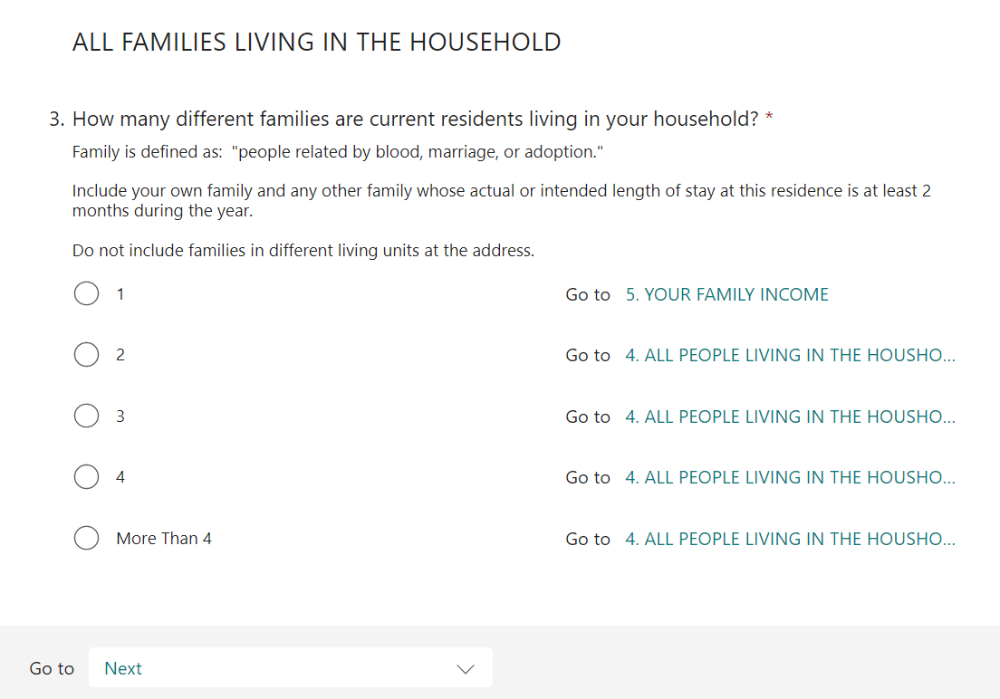 ALL FAMILIES LIVING IN THE HOUSEHOLD
3. How many different families are current residents living in your household? *
Family is defined as:  "people related by blood, marriage, or adoption."
Include your own family and any other family whose actual or intended length of stay at this residence is at least 2
months during the year.
Do not include families in different living units at the address.
1 Go to 5. YOUR FAMILY INCOME
2 Go to 4. ALL PEOPLE LIVING IN THE HOUSHO...
3 Go to 4. ALL PEOPLE LIVING IN THE HOUSHO...
4 Go to 4. ALL PEOPLE LIVING IN THE HOUSHO...
More Than 4 Go to 4. ALL PEOPLE LIVING IN THE HOUSHO...
Go to Next